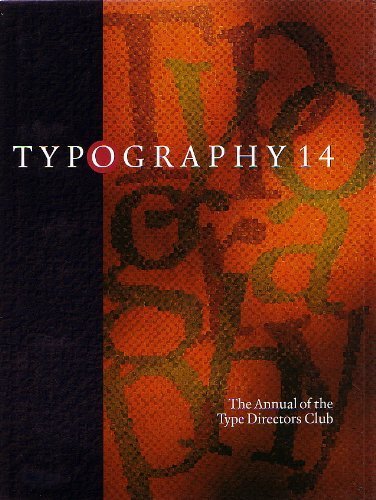 TYPOGRAPHY 14
The Annual of the
Type Directors Club